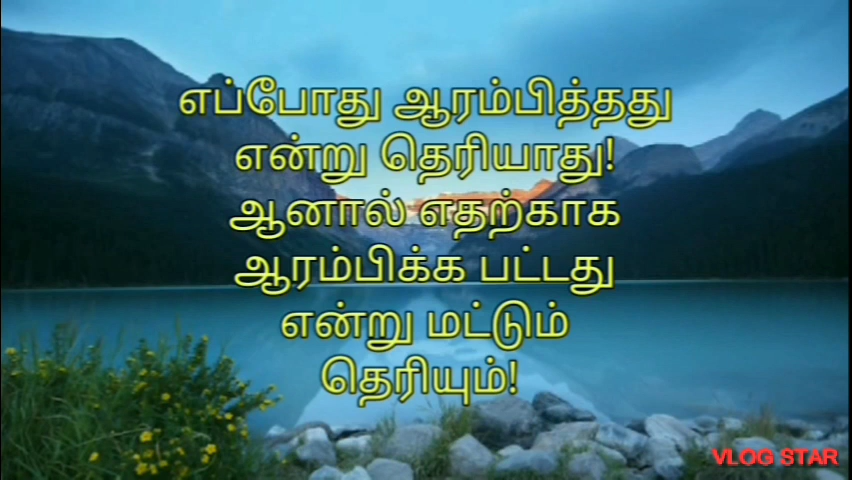 எப்போது ஆரம்பித்தது
என்று தெரியாது!
ஆனால் எதற்காக
ஆரம்பிக்க பட்டது
என்று மட்டும்
தெரியும்!
VLOG STAR